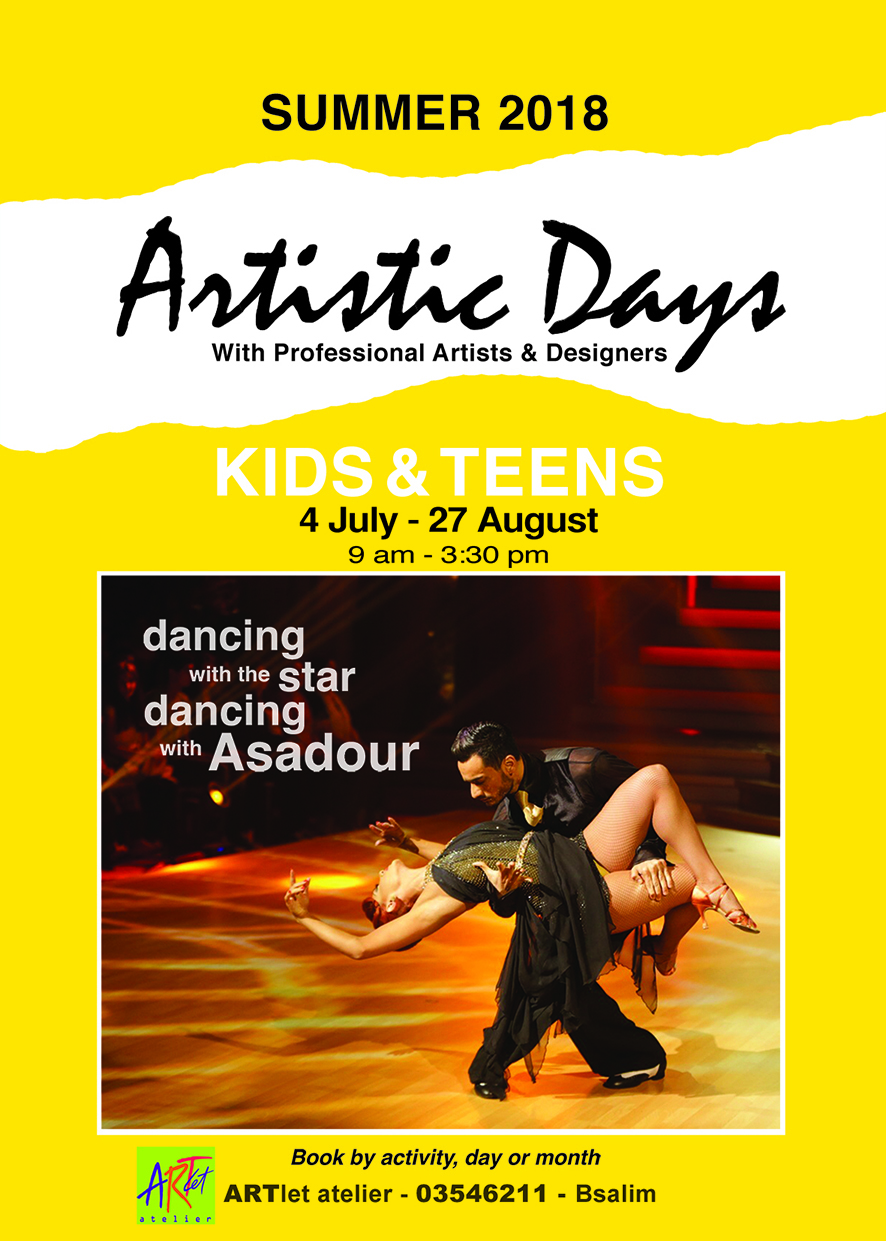 SUMMER 2018
Artistic Days
With Professional Artists & Designers
KIDS & TEENS
4 July - 27 August
9 am - 3:30 pm
dancing
with the star
dancing
with Asadour
Book by activity, day or month
ARTlet
atelier
ARTlet atelier - 03546211 - Bsalim